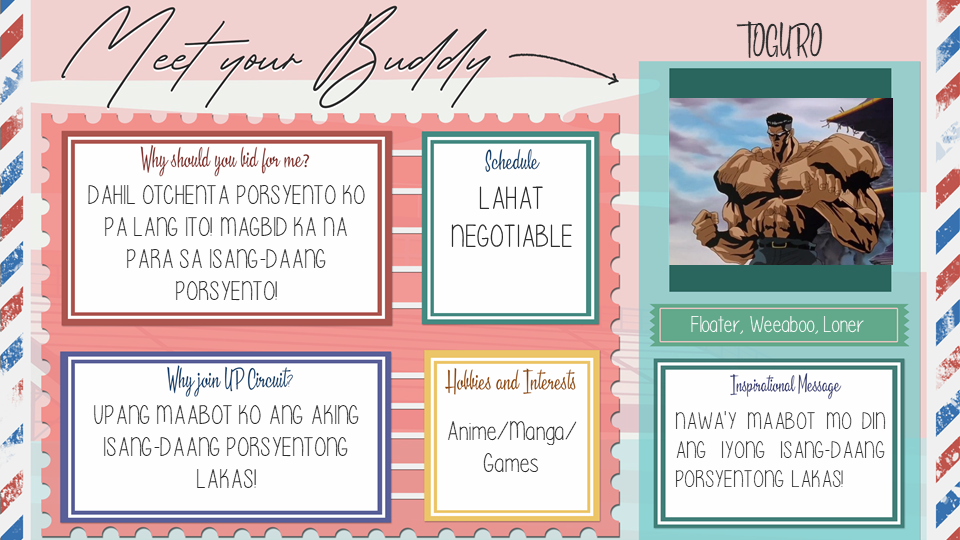 Meet your Buddy
TOGURO
Why should you bid for me?
DAHIL OTCHENTA PORSYENTO KO
PA LANG ITO! MAGBID KA NA
PARA SA ISANG-DAANG
PORSYENTO!
Schedule
LAHAT
NEGOTIABLE
Floater, Weeaboo, Loner
Why join UP Circuit?
UPANG MAABOT KO ANG AKING
ISANG-DAANG PORSYENTONG
LAKAS!
Hobbies and Interests
Anime/Manga/
Games
Inspirational Message
NAWA'Y MAABOT MO DIN
ANG IYONG ISANG-DAANG
PORSYENTONG LAKAS!